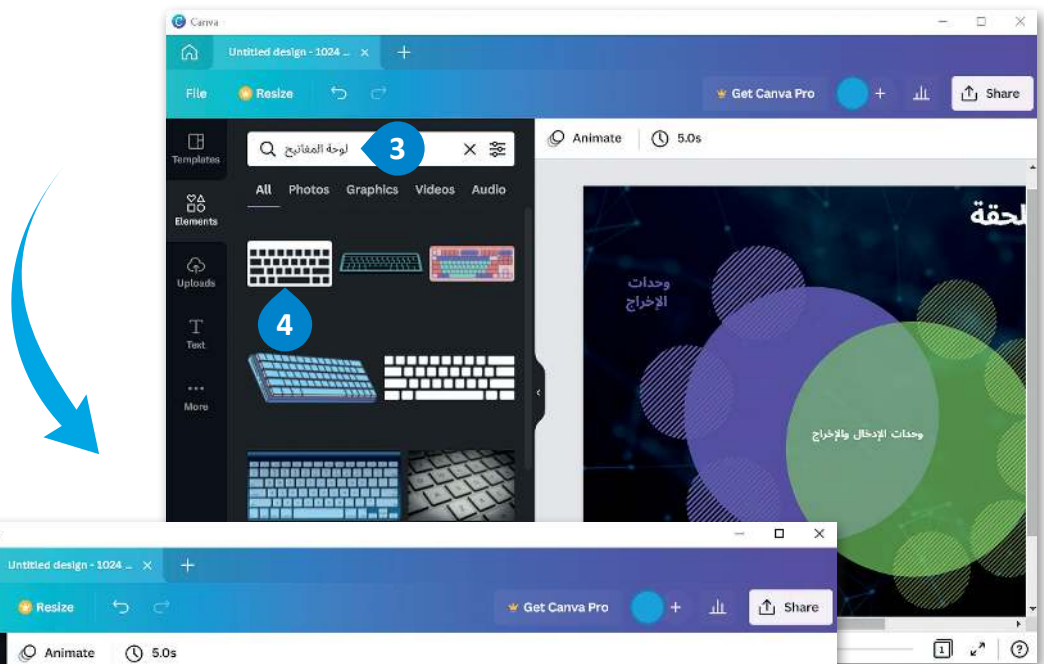 Canva
Untitled design - 1024 ...
File
Resize
Get Canva Pro
Share
Templates
Elements
Uploads
Text
More
لوحة المفاتيح
3
All Photos Graphics Videos Audio
4
Animate
5.0s
لحقة
وحدات
الإخراج
وحدات الإدخال والإخراج
1
?
Untitled design - 1024 ...
Resize
Get Canva Pro
Share
Animate
5.0s